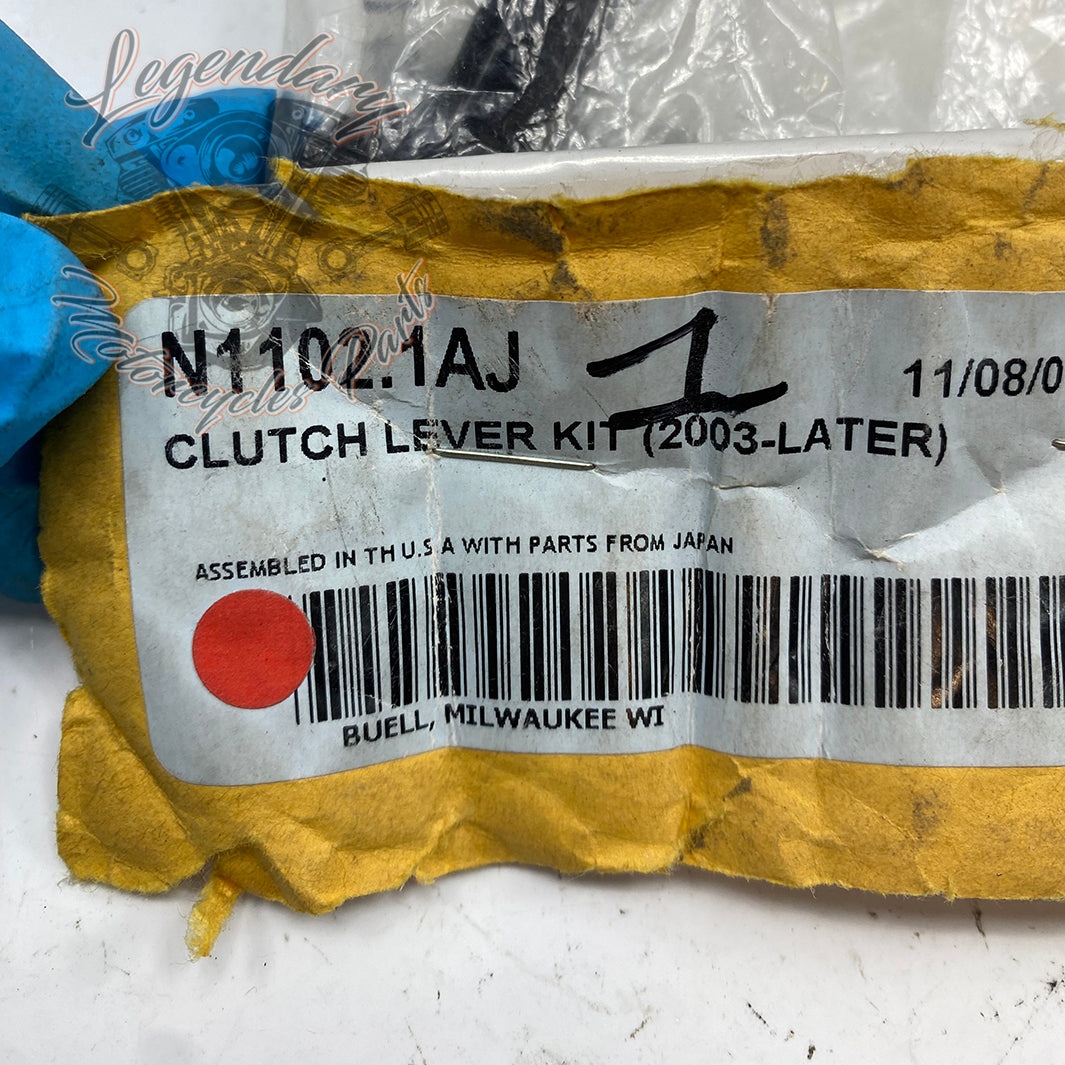 Legendary
Motorcycles Parts
N1102.1AJ 1 11/08/0
CLUTCH LEVER KIT (2003-LATER)
ASSEMBLED IN TH U.S A WITH PARTS FROM JAPAN
BUELL, MILWAUKEE WI